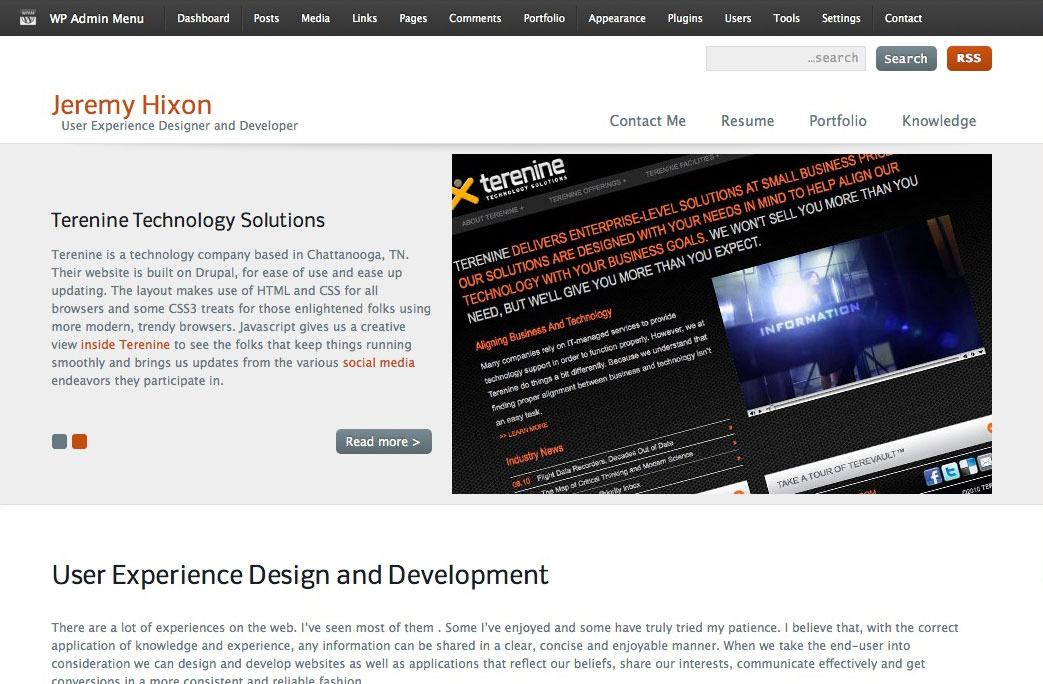 WP Admin Menu Dashboard Posts Media Links Pages Comments Portfolio Appearance Plugins Users Tools Settings Contact
...search Search RSS
Jeremy Hixon
User Experience Designer and Developer
Contact Me Resume Portfolio Knowledge
Terenine Technology Solutions
Terenine is a technology company based in Chattanooga, TN.
Their website is built on Drupal, for ease of use and ease up
updating. The layout makes use of HTML and CSS for all
browsers and some CSS3 treats for those enlightened folks using
more modern, trendy browsers. Javascript gives us a creative
view inside Terenine to see the folks that keep things running
smoothly and brings us updates from the various social media
endeavors they participate in.
Read more >
terenine
TECHNOLOGY SOLUTIONS
ABOUT TERENINE + TERENINE OFFERINGS + TERENINE FACILITIES +
TERENINE DELIVERS ENTERPRISE-LEVEL SOLUTIONS AT SMALL BUSINESS
OUR SOLUTIONS ARE DESIGNED WITH YOUR NEEDS IN MIND TO HELP ALIGN OUR
TECHNOLOGY WITH YOUR BUSINESS GOALS. WE WON'T SELL YOU MORE THAN YOU
NEED, BUT WE'LL GIVE YOU MORE THAN YOU EXPECT.
Aligning Business And Technology
Many companies rely on IT-managed services to provide
technology support in order to function properly. However, we at
Terenine do things a bit differently. Because we understand that
finding proper alignment between business and technology isn't
an easy task.
>> LEARN MORE
INFORMATION
Industry News
08.10 Flight Data Recorders, Decades Out of Date
The Map of Critical Thinking and Modern Science
Priority Inbox
TAKE A TOUR OF TEREVAULT™
©2010
User Experience Design and Development
There are a lot of experiences on the web. I've seen most of them . Some I've enjoyed and some have truly tried my patience. I believe that, with the correct
application of knowledge and experience, any information can be shared in a clear, concise and enjoyable manner. When we take the end-user into
consideration we can design and develop websites as well as applications that reflect our beliefs, share our interests, communicate effectively and get
conversions in a more consistent and reliable fashion.